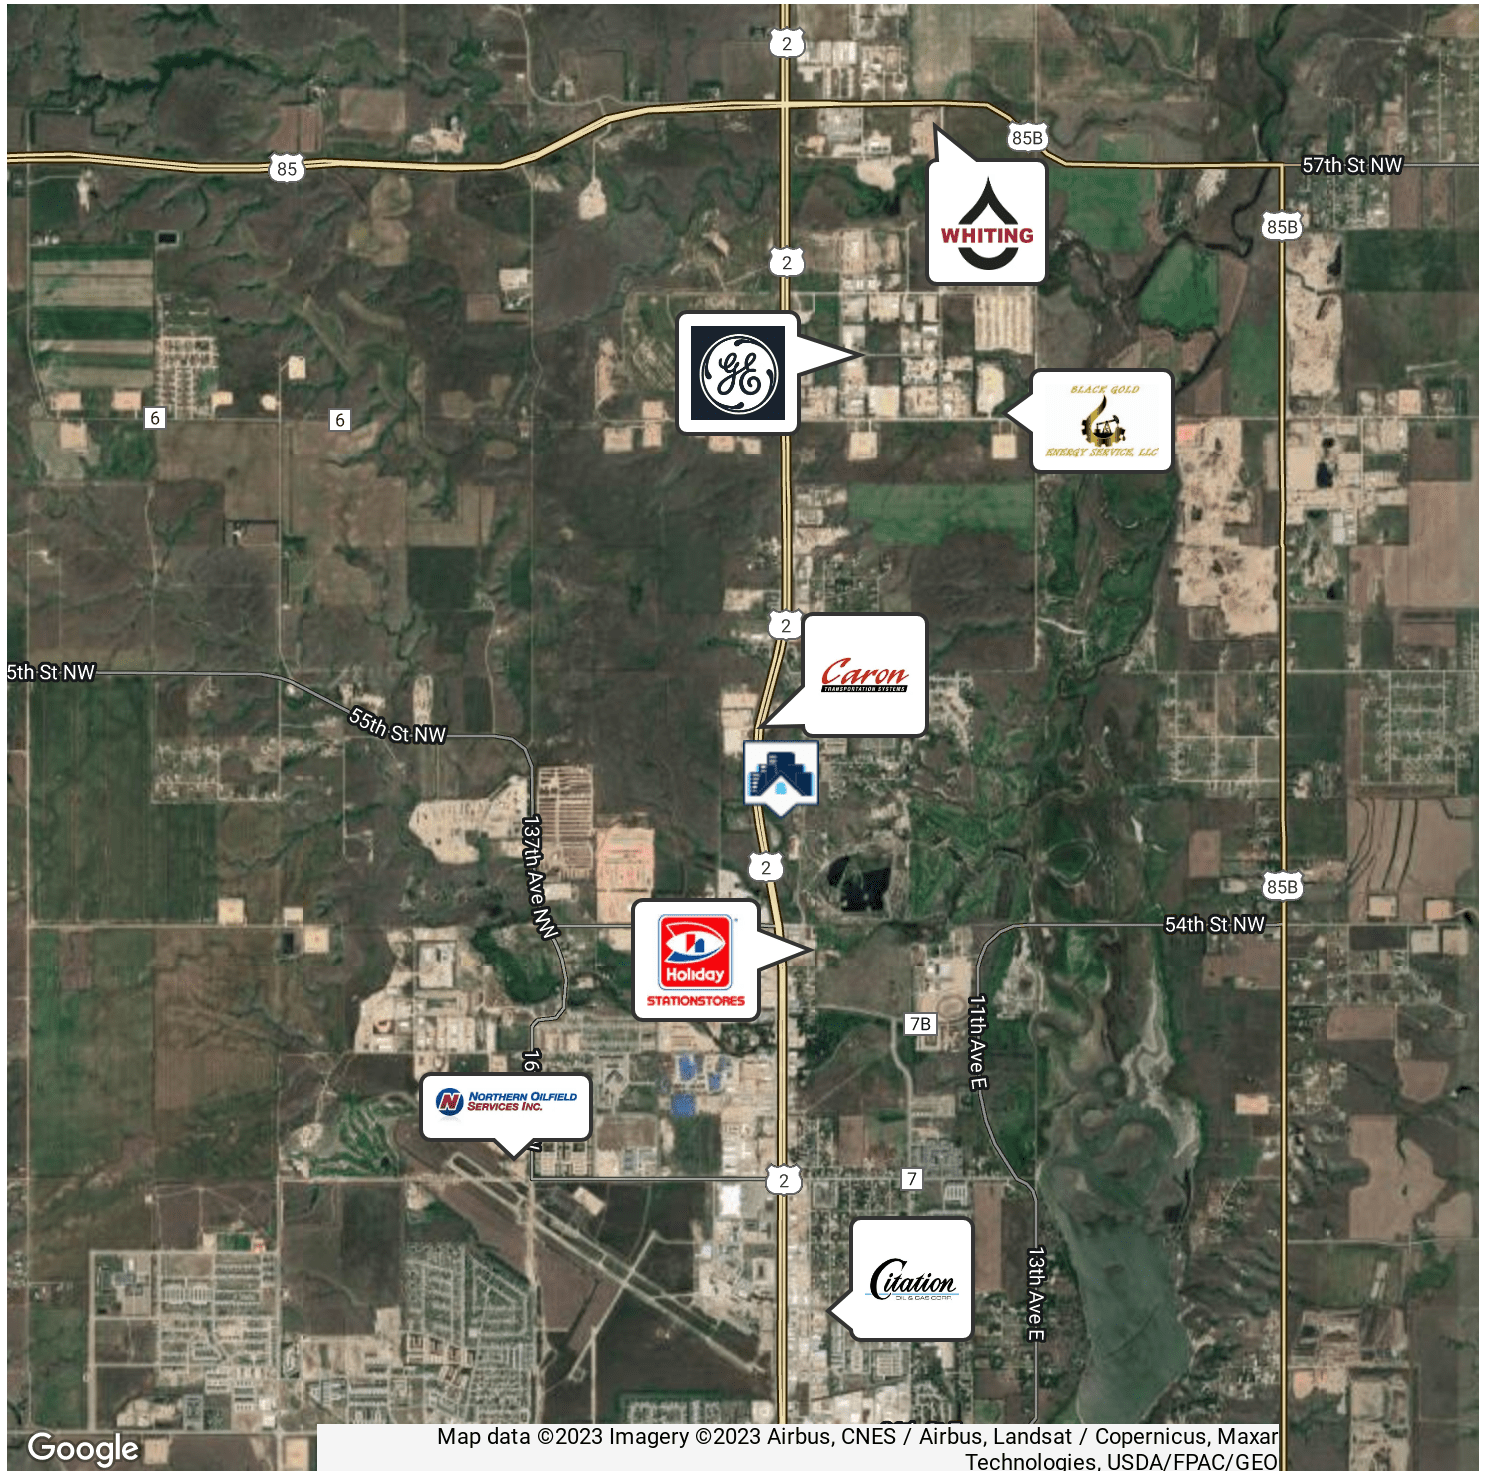 2
85
85B
57th St NW
WHITING
85B
2
GE
BLACK GOLD
ENERGY SERVICE, LLC
6
6
2
Caron
TRANSPORTATION SYSTEMS
5th St NW
55th St NW
137th Ave NW
2
85B
54th St NW
Holiday
STATIONSTORES
7B
11th Ave E
16
NORTHERN OILFIELD
SERVICES INC.
2
7
Citation
OIL & GAS CORP.
13th Ave E
Google
Map data ©2023 Imagery ©2023 Airbus, CNES / Airbus, Landsat / Copernicus, Maxar
Technologies, USDA/FPAC/GEO